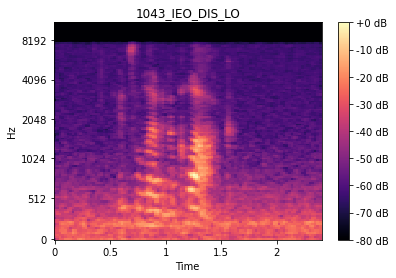 1043_IEO_DIS_LO
8192
4096
2048
1024
512
0
Hz
0
0.5
1
1.5
2
Time
+0 dB
-10 dB
-20 dB
-30 dB
-40 dB
-50 dB
-60 dB
-70 dB
-80 dB